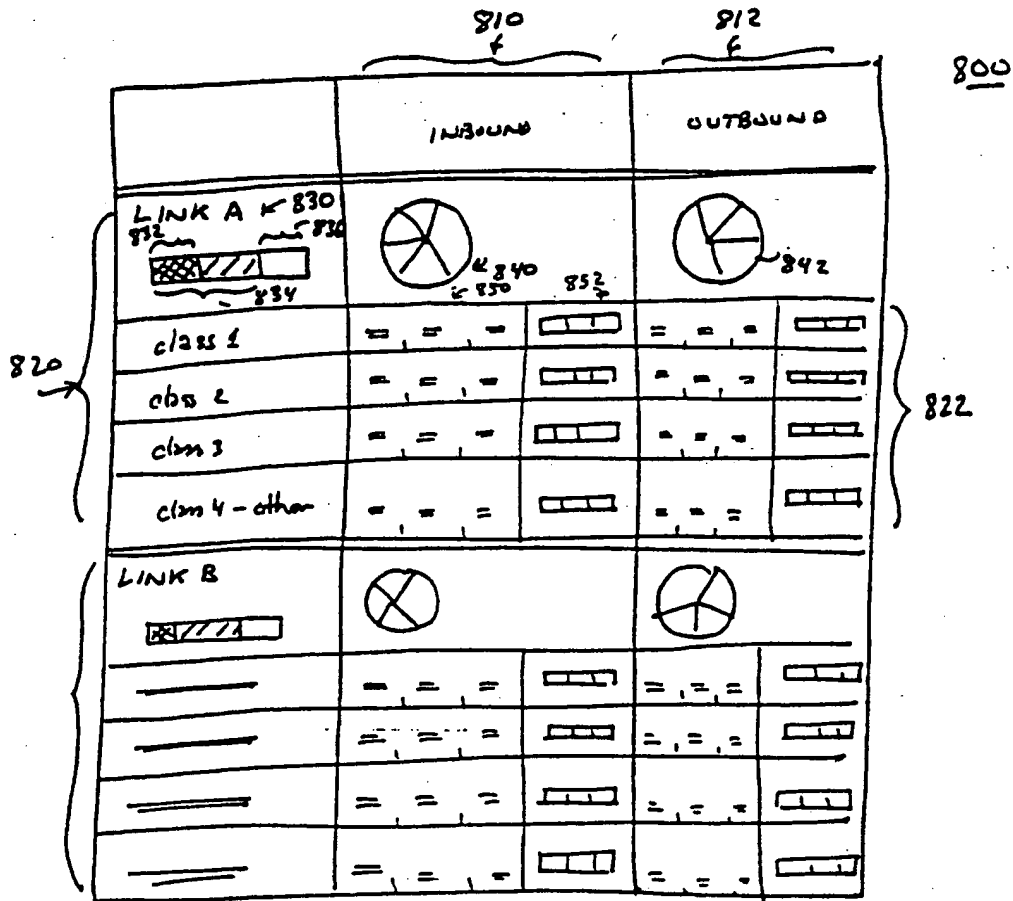 810 812
800
INBOUND OUTBOUND
LINK A 830
832 836
834
840
842
850 852
class 1
820
class 2
822
class 3
class 4 - other
LINK B